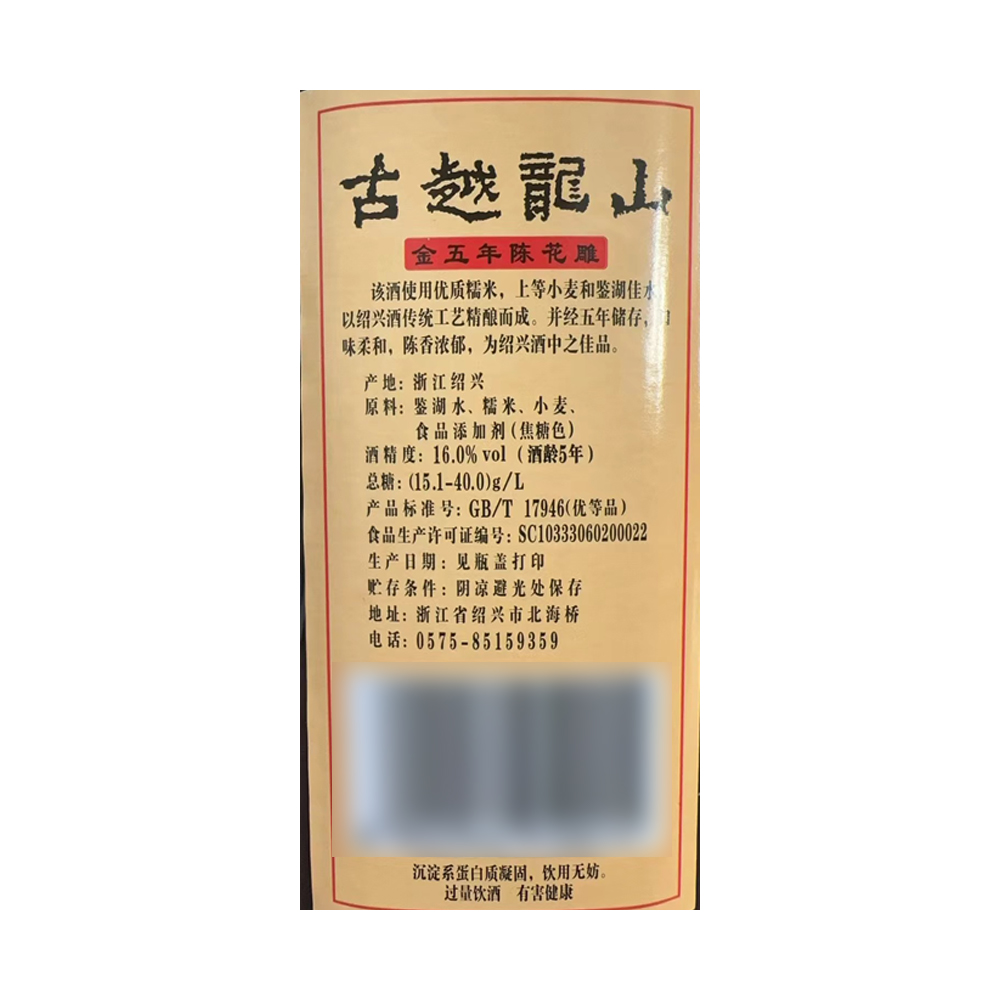 古越龍山
金五年陈花雕
该酒使用优质糯米，上等小麦和鉴湖佳水
以绍兴酒传统工艺精酿而成。并经五年储存，
味柔和，陈香浓郁，为绍兴酒中之佳品。
产地：浙江绍兴
原料：鉴湖水、糯米、小麦、
食品添加剂（焦糖色）
酒精度：16.0% vol （酒龄5年）
总糖：(15.1-40.0)g/L
产品标准号：GB/T 17946(优等品)
食品生产许可证编号：SC10333060200022
生产日期：见瓶盖打印
贮存条件：阴凉避光处保存
地址：浙江省绍兴市北海桥
电话：0575-85159359
沉淀系蛋白质凝固，饮用无妨。
过量饮酒 有害健康